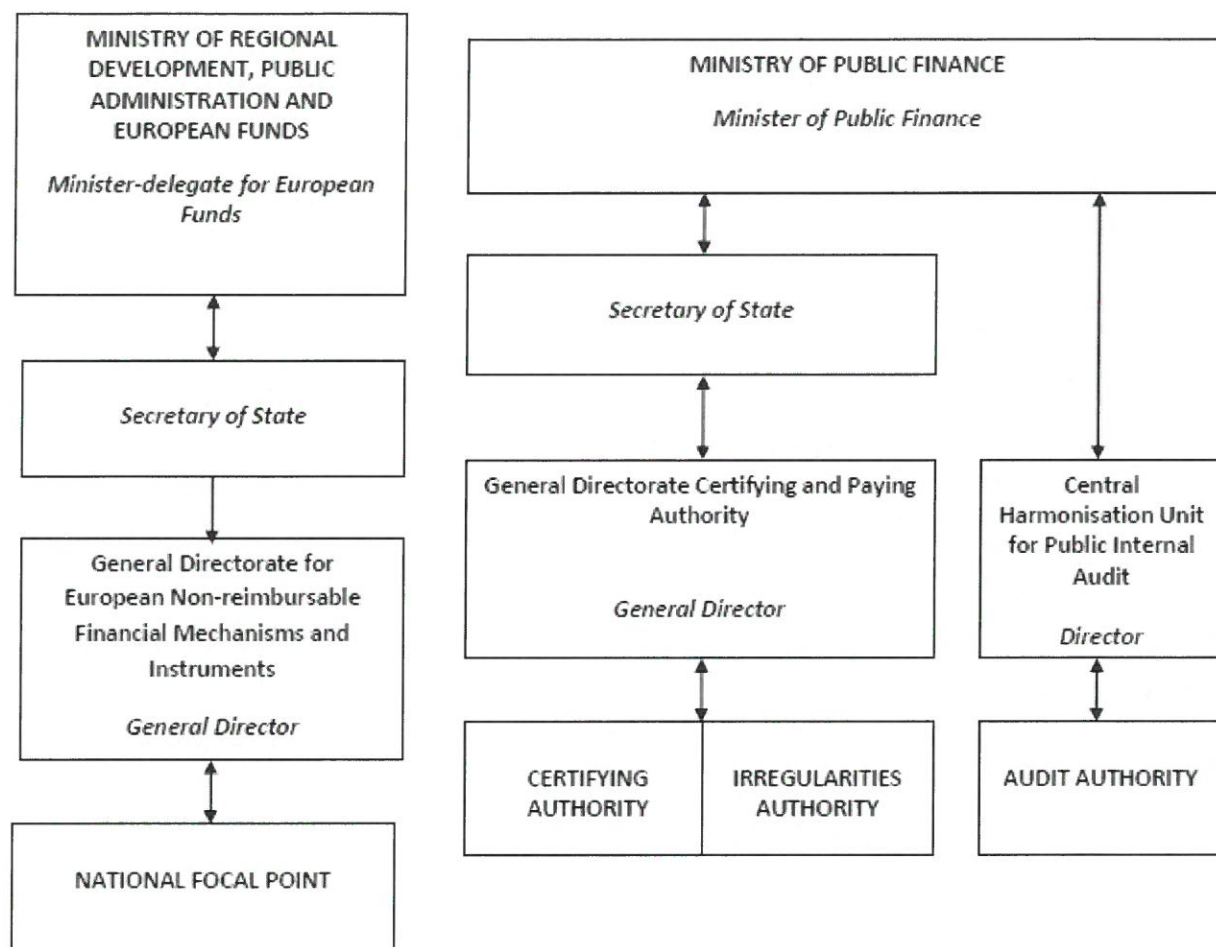 MINISTRY OF REGIONAL
DEVELOPMENT, PUBLIC
ADMINISTRATION AND
EUROPEAN FUNDS
Minister-delegate for European
Funds
Secretary of State
General Directorate for
European Non-reimbursable
Financial Mechanisms and
Instruments
General Director
NATIONAL FOCAL POINT
MINISTRY OF PUBLIC FINANCE
Minister of Public Finance
Secretary of State
General Directorate Certifying and Paying
Authority
General Director
CERTIFYING
AUTHORITY
IRREGULARITIES
AUTHORITY
Central
Harmonisation Unit
for Public Internal
Audit
Director
AUDIT AUTHORITY